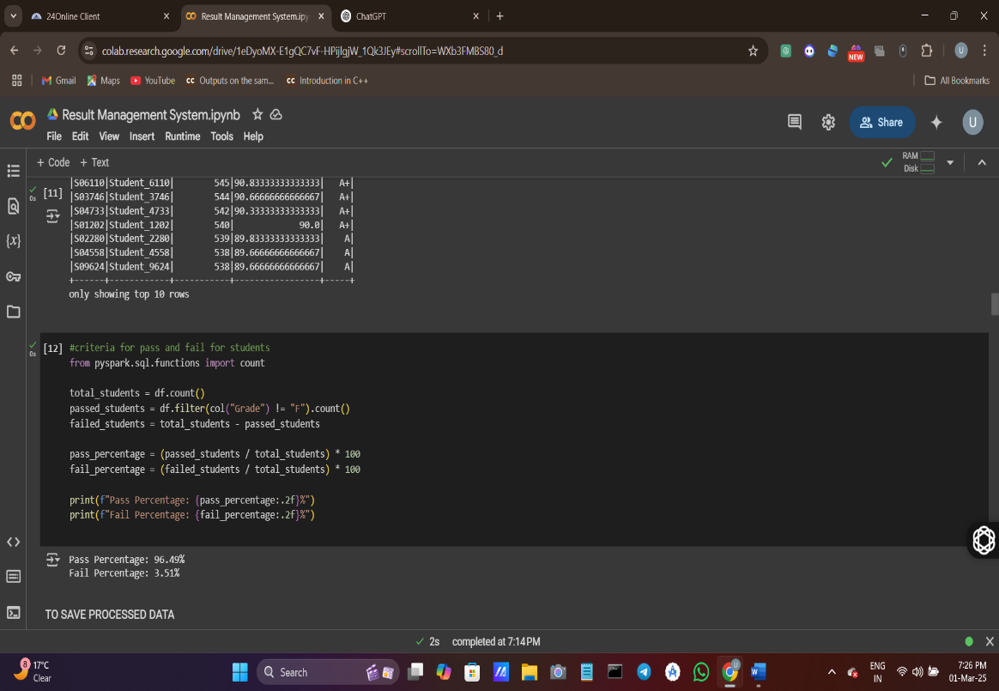 24Online Client
Result Management System.ipy
ChatGPT
colab.research.google.com/drive/1eDyoMX-E1gQC7vF-HPijlgjW_1Qk3JEy#scrollTo=WXb3FMBS80_d
NEW
U
Gmail
Maps
YouTube
CC Outputs on the sam...
CC Introduction in C++
All Bookmarks
Result Management System.ipynb
File Edit View Insert Runtime Tools Help
Share
U
+ Code + Text
RAM
Disk
[11]
0s
|S06110|Student_6110| 545|90.83333333333333| A+|
|S03746|Student_3746| 544|90.66666666666667| A+|
|S04733|Student_4733| 542|90.33333333333333| A+|
|S01202|Student_1202| 540| 90.0| A+|
|S02280|Student_2280| 539|89.83333333333333| A|
|S04558|Student_4558| 538|89.66666666666667| A|
|S09624|Student_9624| 538|89.66666666666667| A|
+------+------------+-----------+-----------------+-----+
only showing top 10 rows
[12]
0s
#criteria for pass and fail for students
from pyspark.sql.functions import count
total_students = df.count()
passed_students = df.filter(col("Grade") != "F").count()
failed_students = total_students - passed_students
pass_percentage = (passed_students / total_students) * 100
fail_percentage = (failed_students / total_students) * 100
print(f"Pass Percentage: {pass_percentage:.2f}%")
print(f"Fail Percentage: {fail_percentage:.2f}%")
Pass Percentage: 96.49%
Fail Percentage: 3.51%
TO SAVE PROCESSED DATA
2s completed at 7:14 PM
8
17°C
Clear
Search
ENG
IN
7:26 PM
01-Mar-25